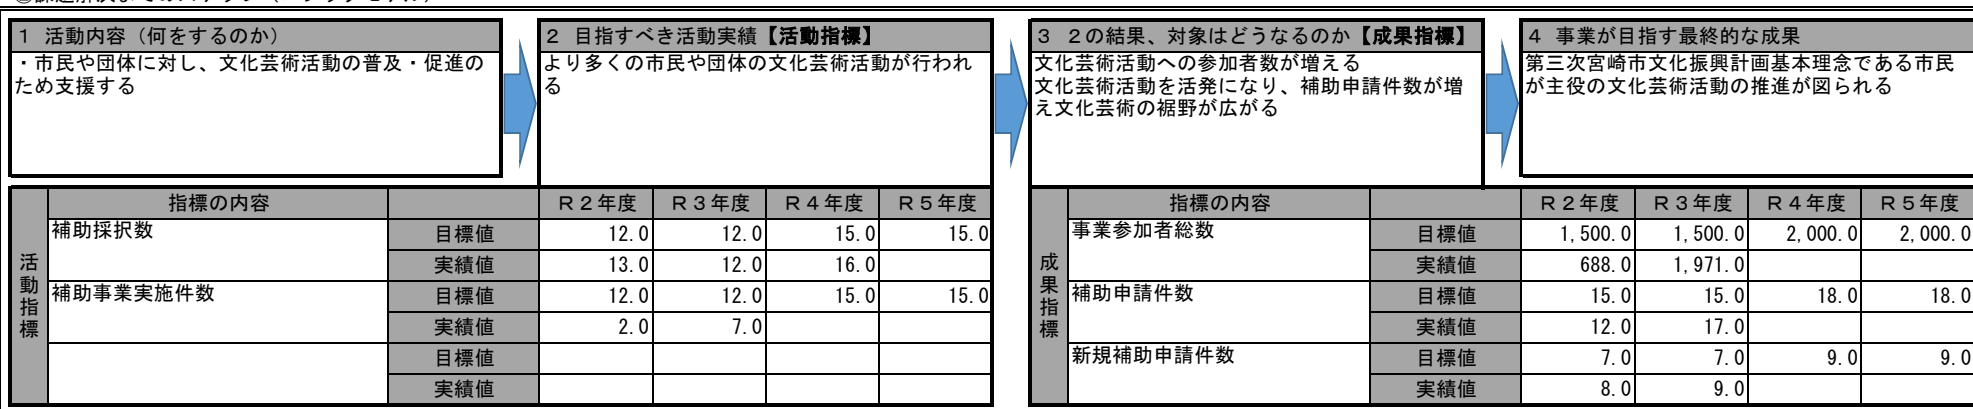 1 活動内容（何をするのか）
・市民や団体に対し、文化芸術活動の普及・促進の
ため支援する
2 目指すべき活動実績【活動指標】
より多くの市民や団体の文化芸術活動が行われ
る
3 2の結果、対象はどうなるのか【成果指標】
文化芸術活動への参加者数が増える
文化芸術活動を活発になり、補助申請件数が増
え文化芸術の裾野が広がる
4 事業が目指す最終的な成果
第三次宮崎市文化振興計画基本理念である市民
が主役の文化芸術活動の推進が図られる
活動指標
指標の内容 R2年度 R3年度 R4年度 R5年度
補助採択数 目標値 12.0 12.0 15.0 15.0
実績値 13.0 12.0 16.0
補助事業実施件数 目標値 12.0 12.0 15.0 15.0
実績値 2.0 7.0
目標値
実績値
成果指標
指標の内容 R2年度 R3年度 R4年度 R5年度
事業参加者総数 目標値 1,500.0 1,500.0 2,000.0 2,000.0
実績値 688.0 1,971.0
補助申請件数 目標値 15.0 15.0 18.0 18.0
実績値 12.0 17.0
新規補助申請件数 目標値 7.0 7.0 9.0 9.0
実績値 8.0 9.0